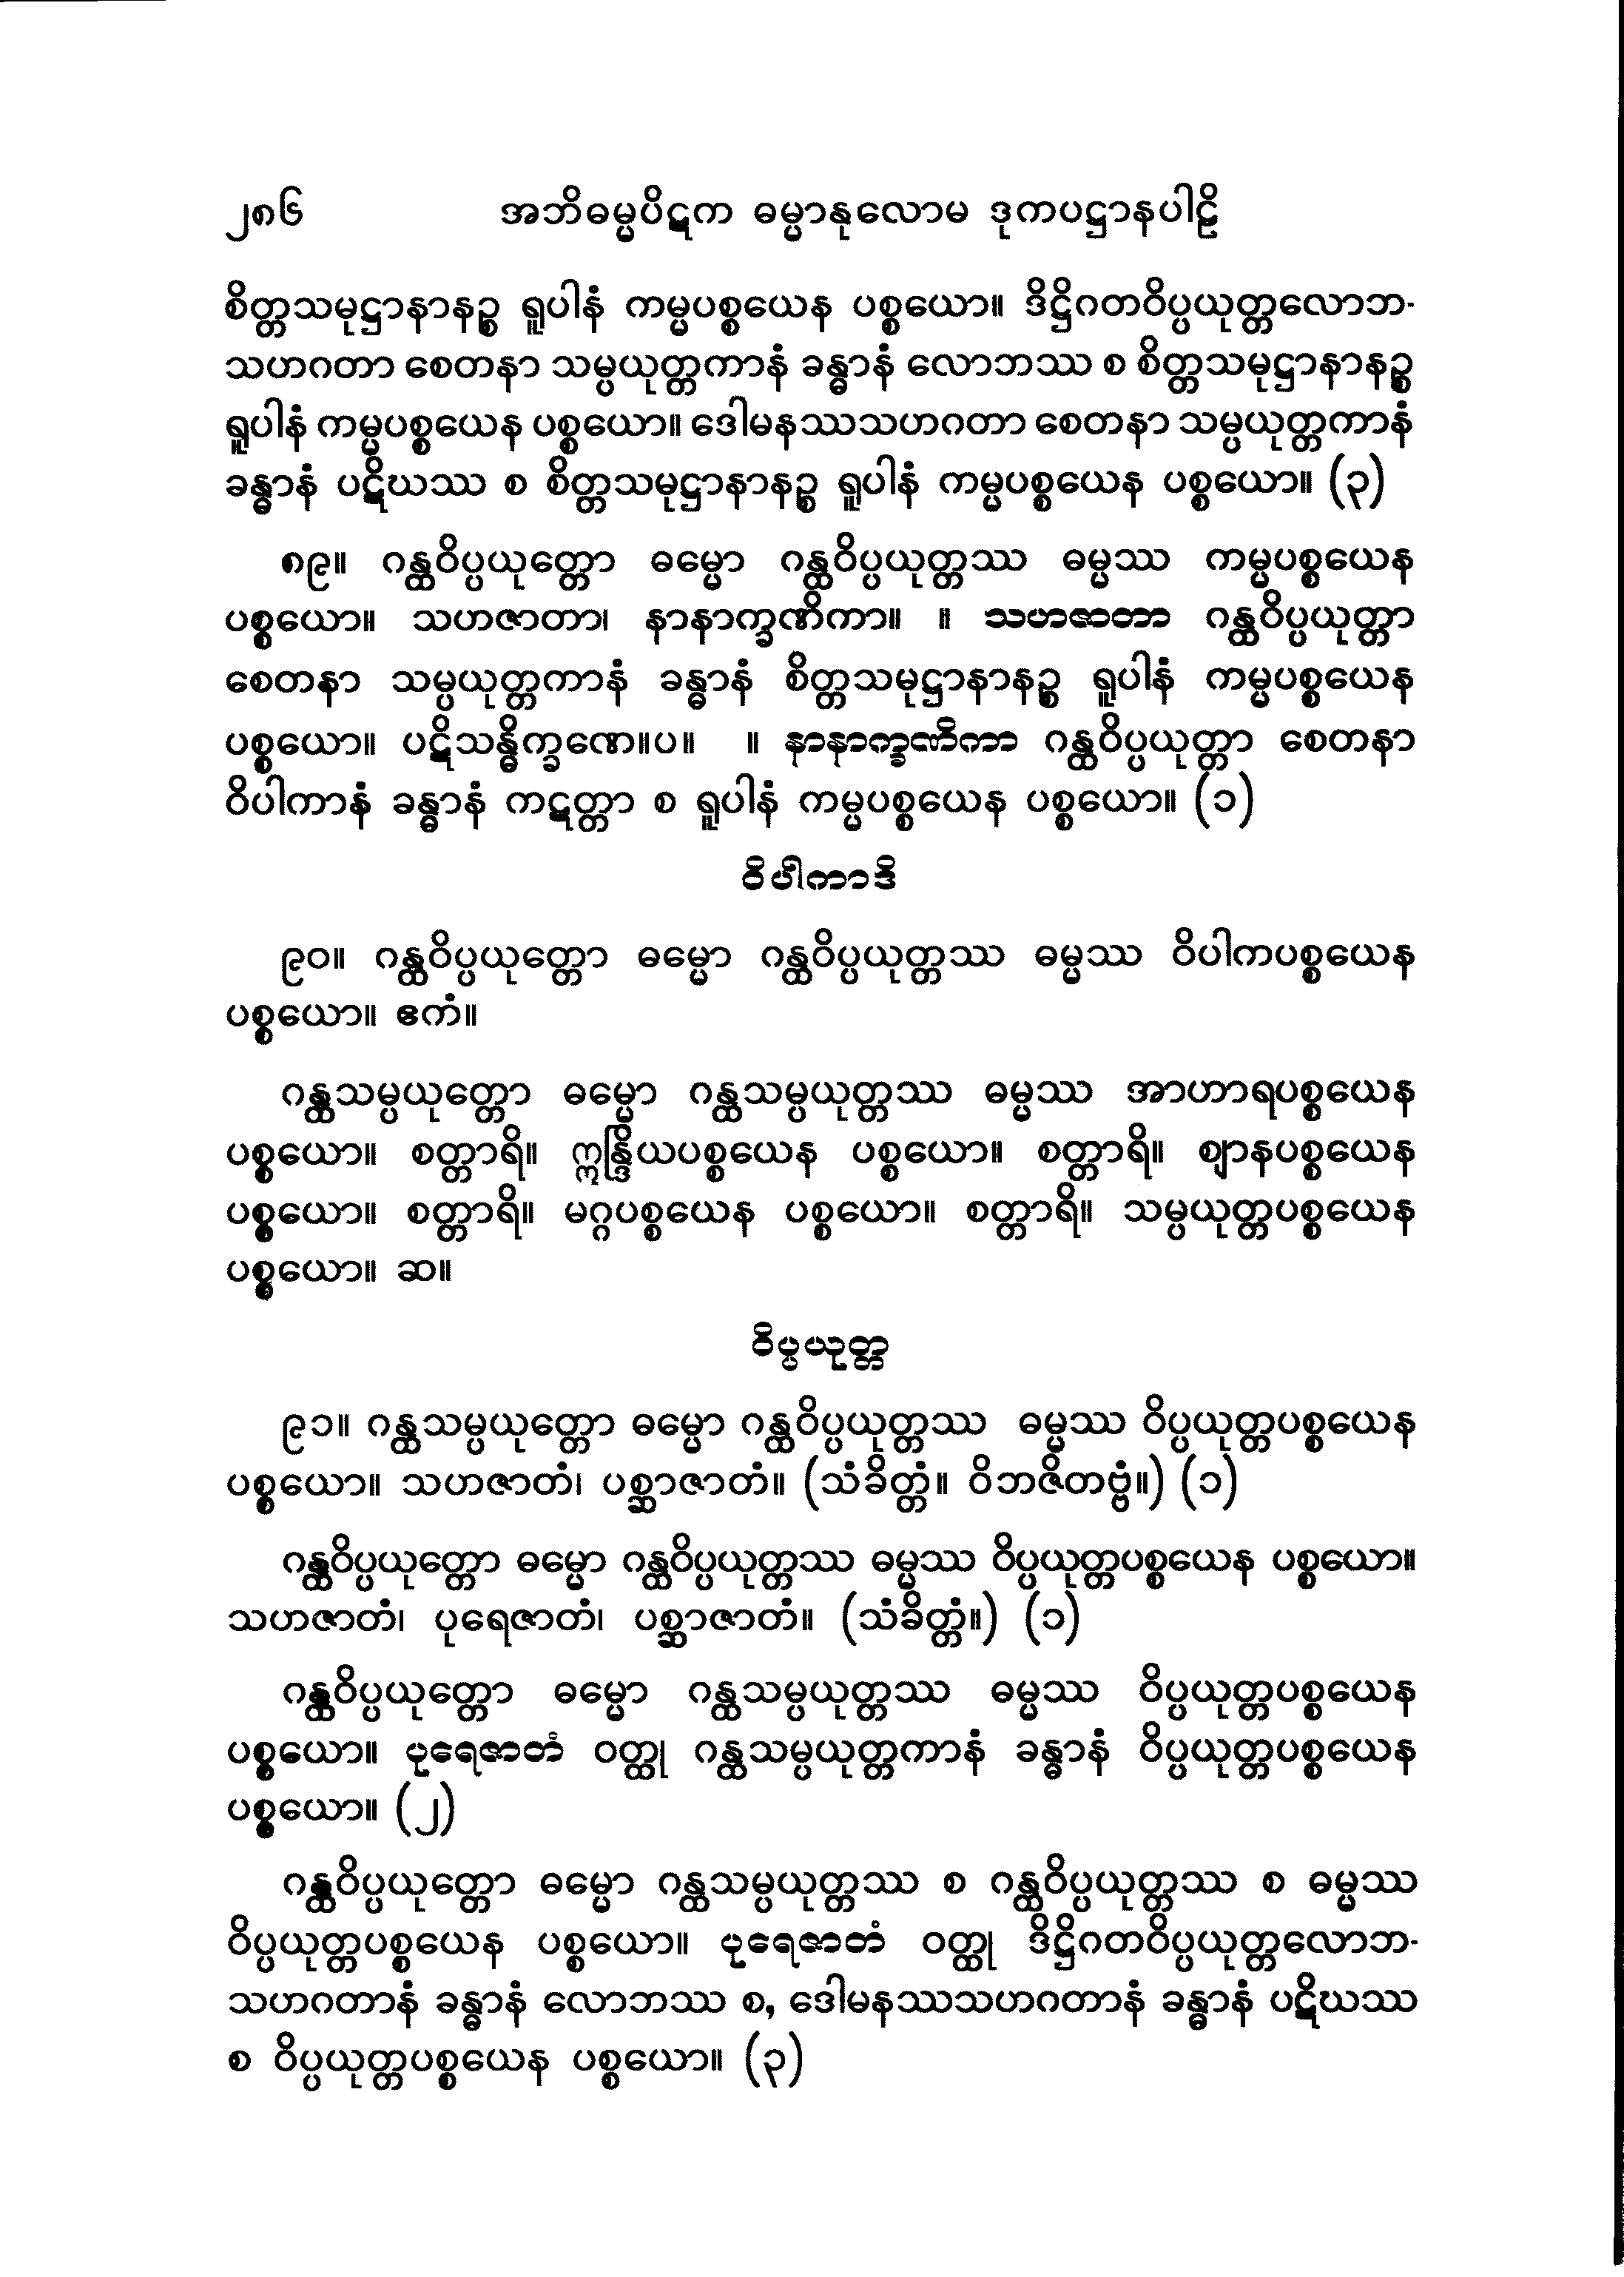 ၂၈၆ အဘိဓမ္မပိဋက ဓမ္မာနုလောမ ဒုကပဋ္ဌာနပါဠိ
စိတ္တသမုဋ္ဌာနာနဉ္စ ရူပါနံ ကမ္မပစ္စယေန ပစ္စယော။ ဒိဋ္ဌိဂတဝိပ္ပယုတ္တလောဘ-
သဟဂတာ စေတနာ သမ္ပယုတ္တကာနံ ခန္ဓာနံ လောဘဿ စ စိတ္တသမုဋ္ဌာနာနဉ္စ
ရူပါနံ ကမ္မပစ္စယေန ပစ္စယော။ ဒေါမနဿသဟဂတာ စေတနာ သမ္ပယုတ္တကာနံ
ခန္ဓာနံ ပဋိဃဿ စ စိတ္တသမုဋ္ဌာနာနဉ္စ ရူပါနံ ကမ္မပစ္စယေန ပစ္စယော။ (၃)
၈၉။ ဂန္ထဝိပ္ပယုတ္တော ဓမ္မော ဂန္ထဝိပ္ပယုတ္တဿ ဓမ္မဿ ကမ္မပစ္စယေန
ပစ္စယော။ သဟဇာတာ၊ နာနာက္ခဏိကာ။ ။ သဟဇာတာ ဂန္ထဝိပ္ပယုတ္တာ
စေတနာ သမ္ပယုတ္တကာနံ ခန္ဓာနံ စိတ္တသမုဋ္ဌာနာနဉ္စ ရူပါနံ ကမ္မပစ္စယေန
ပစ္စယော။ ပဋိသန္ဓိက္ခဏေ။ပ။ ။ နာနာက္ခဏိကာ ဂန္ထဝိပ္ပယုတ္တာ စေတနာ
ဝိပါကာနံ ခန္ဓာနံ ကဋတ္တာ စ ရူပါနံ ကမ္မပစ္စယေန ပစ္စယော။ (၁)
ဝိပါကာဒိ
၉၀။ ဂန္ထဝိပ္ပယုတ္တော ဓမ္မော ဂန္ထဝိပ္ပယုတ္တဿ ဓမ္မဿ ဝိပါကပစ္စယေန
ပစ္စယော။ ဧကံ။
ဂန္ထသမ္ပယုတ္တော ဓမ္မော ဂန္ထသမ္ပယုတ္တဿ ဓမ္မဿ အာဟာရပစ္စယေန
ပစ္စယော။ စတ္တာရိ။ ဣန္ဒြိယပစ္စယေန ပစ္စယော။ စတ္တာရိ။ ဈာနပစ္စယေန
ပစ္စယော။ စတ္တာရိ။ မဂ္ဂပစ္စယေန ပစ္စယော။ စတ္တာရိ။ သမ္ပယုတ္တပစ္စယေန
ပစ္စယော။ ဆ။
ဝိပ္ပယုတ္တ
၉၁။ ဂန္ထသမ္ပယုတ္တော ဓမ္မော ဂန္ထဝိပ္ပယုတ္တဿ ဓမ္မဿ ဝိပ္ပယုတ္တပစ္စယေန
ပစ္စယော။ သဟဇာတံ၊ ပစ္ဆာဇာတံ။ (သံခိတ္တံ။ ဝိဘဇိတဗ္ဗံ။) (၁)
ဂန္ထဝိပ္ပယုတ္တော ဓမ္မော ဂန္ထဝိပ္ပယုတ္တဿ ဓမ္မဿ ဝိပ္ပယုတ္တပစ္စယေန ပစ္စယော။
သဟဇာတံ၊ ပုရေဇာတံ၊ ပစ္ဆာဇာတံ။ (သံခိတ္တံ။) (၁)
ဂန္ထဝိပ္ပယုတ္တော ဓမ္မော ဂန္ထသမ္ပယုတ္တဿ ဓမ္မဿ ဝိပ္ပယုတ္တပစ္စယေန
ပစ္စယော။ ပုရေဇာတံ ဝတ္ထု ဂန္ထသမ္ပယုတ္တကာနံ ခန္ဓာနံ ဝိပ္ပယုတ္တပစ္စယေန
ပစ္စယော။ (၂)
ဂန္ထဝိပ္ပယုတ္တော ဓမ္မော ဂန္ထသမ္ပယုတ္တဿ စ ဂန္ထဝိပ္ပယုတ္တဿ စ ဓမ္မဿ
ဝိပ္ပယုတ္တပစ္စယေန ပစ္စယော။ ပုရေဇာတံ ဝတ္ထု ဒိဋ္ဌိဂတဝိပ္ပယုတ္တလောဘ-
သဟဂတာနံ ခန္ဓာနံ လောဘဿ စ, ဒေါမနဿသဟဂတာနံ ခန္ဓာနံ ပဋိဃဿ
စ ဝိပ္ပယုတ္တပစ္စယေန ပစ္စယော။ (၃)